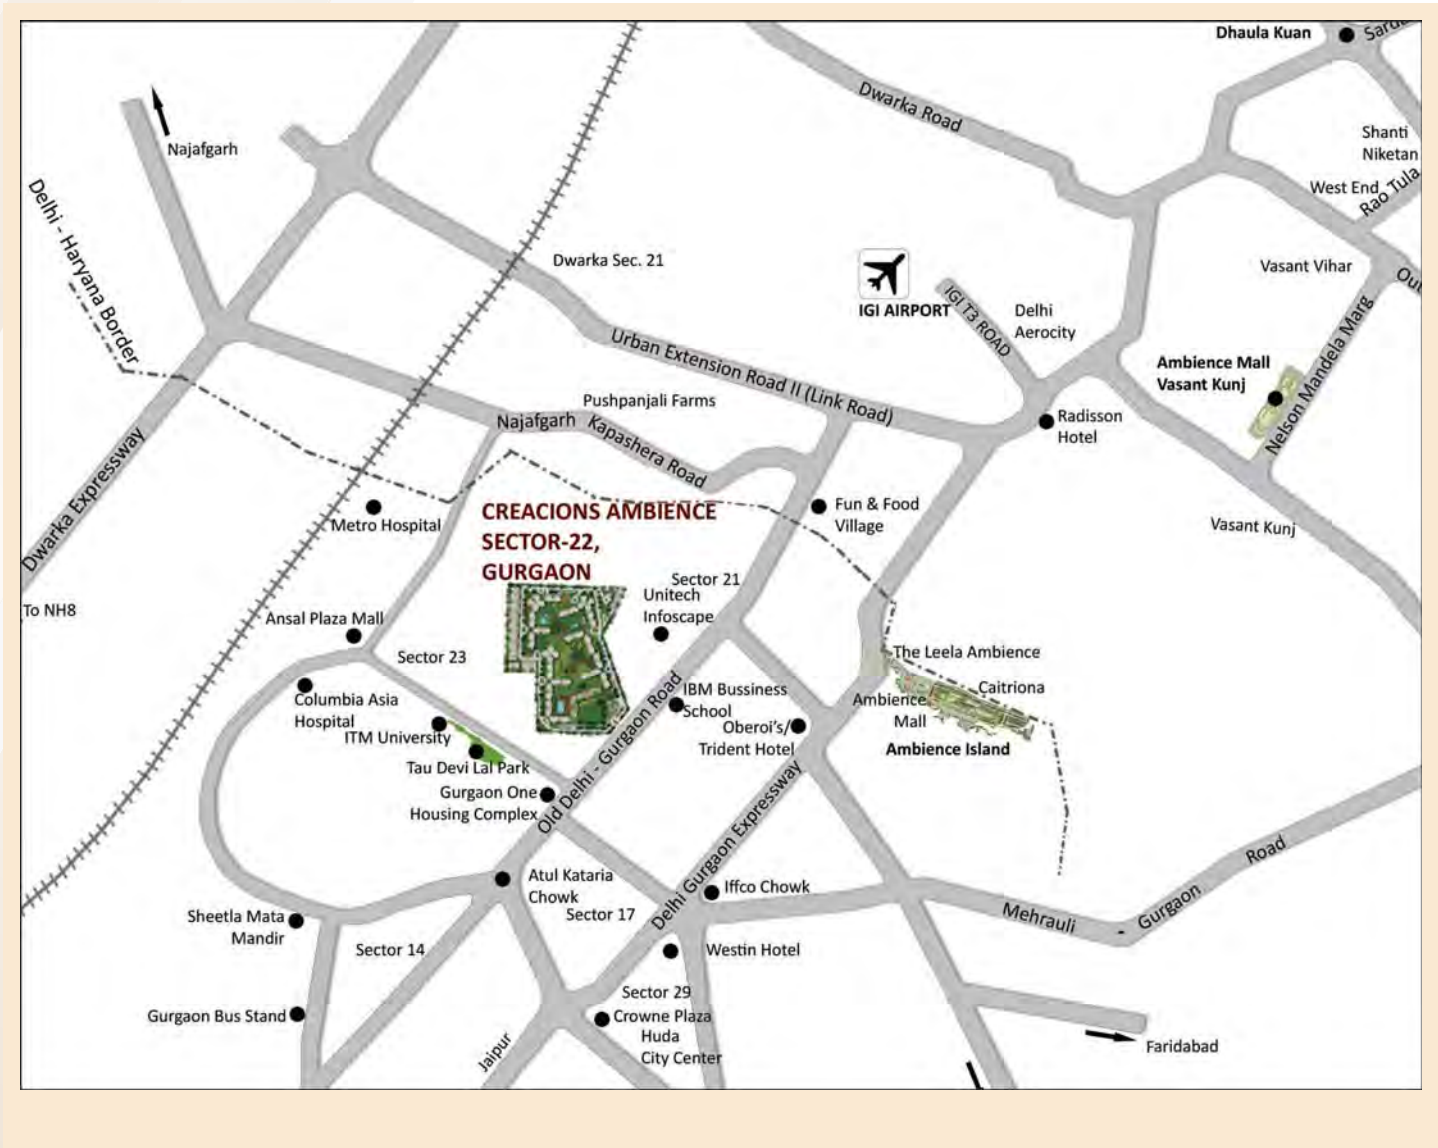 Dhaula Kuan
Dwarka Road
Shanti
Niketan
West End
Rao Tula
Najafgarh
Delhi - Haryana Border
Dwarka Sec. 21
Vasant Vihar
IGI AIRPORT
IGI T3 ROAD
Delhi
Aerocity
Ambience Mall
Vasant Kunj
Nelson Mandela Marg
Urban Extension Road II (Link Road)
Pushpanjali Farms
Radisson
Hotel
Najafgarh
Kapashera Road
Dwarka Expressway
Metro Hospital
CREACIONS AMBIENCE
SECTOR-22,
GURGAON
Fun & Food
Village
Vasant Kunj
Sector 21
Unitech
Infoscape
To NH8
Ansal Plaza Mall
Sector 23
The Leela Ambience
Caitriona
Ambience
Mall
Ambience Island
Columbia Asia
Hospital
ITM University
Tau Devi Lal Park
IBM Bussiness
School
Oberoi's/
Trident Hotel
Old Delhi - Gurgaon Road
Gurgaon One
Housing Complex
Delhi Gurgaon Expressway
Atul Kataria
Chowk
Iffco Chowk
Sector 17
Mehrauli - Gurgaon Road
Sheetla Mata
Mandir
Sector 14
Westin Hotel
Sector 29
Gurgaon Bus Stand
Crowne Plaza
Huda
City Center
Jaipur
Faridabad